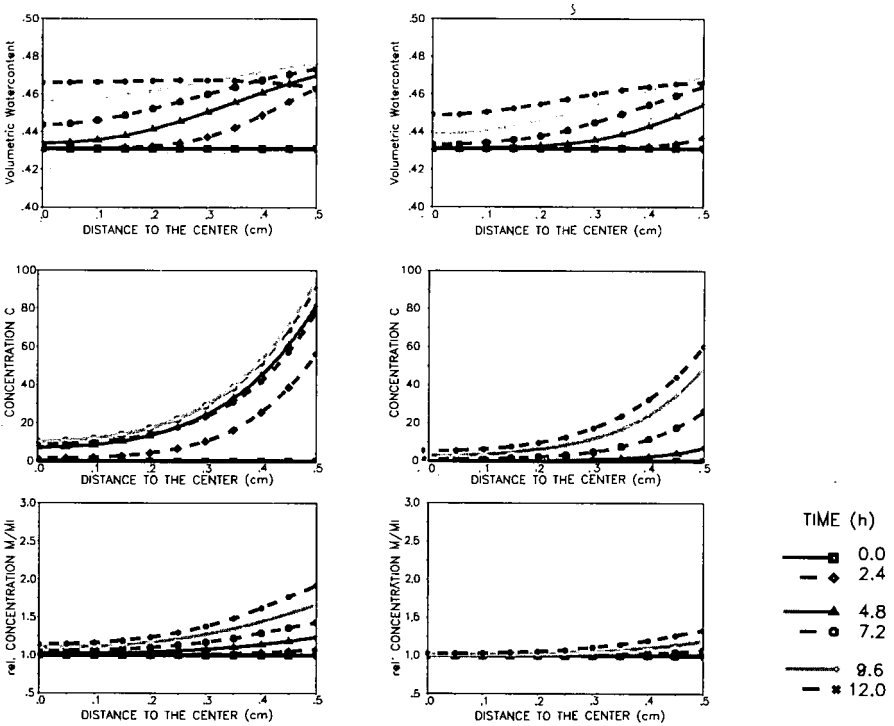 .50
.48
.46
.44
.42
.40
Volumetric Watercontent
.0 .1 .2 .3 .4 .5
DISTANCE TO THE CENTER (cm)
.50
.48
.46
.44
.42
.40
Volumetric Watercontent
.0 .1 .2 .3 .4 .5
DISTANCE TO THE CENTER (cm)
100
80
60
40
20
0
CONCENTRATION C
.0 .1 .2 .3 .4 .5
DISTANCE TO THE CENTER (cm)
100
80
60
40
20
0
CONCENTRATION C
.0 .1 .2 .3 .4 .5
DISTANCE TO THE CENTER (cm)
3.0
2.5
2.0
1.5
1.0
.5
rel. CONCENTRATION M/MI
.0 .1 .2 .3 .4 .5
DISTANCE TO THE CENTER (cm)
3.0
2.5
2.0
1.5
1.0
.5
rel. CONCENTRATION M/MI
.0 .1 .2 .3 .4 .5
DISTANCE TO THE CENTER (cm)
TIME (h)
0.0
2.4
4.8
7.2
9.6
12.0